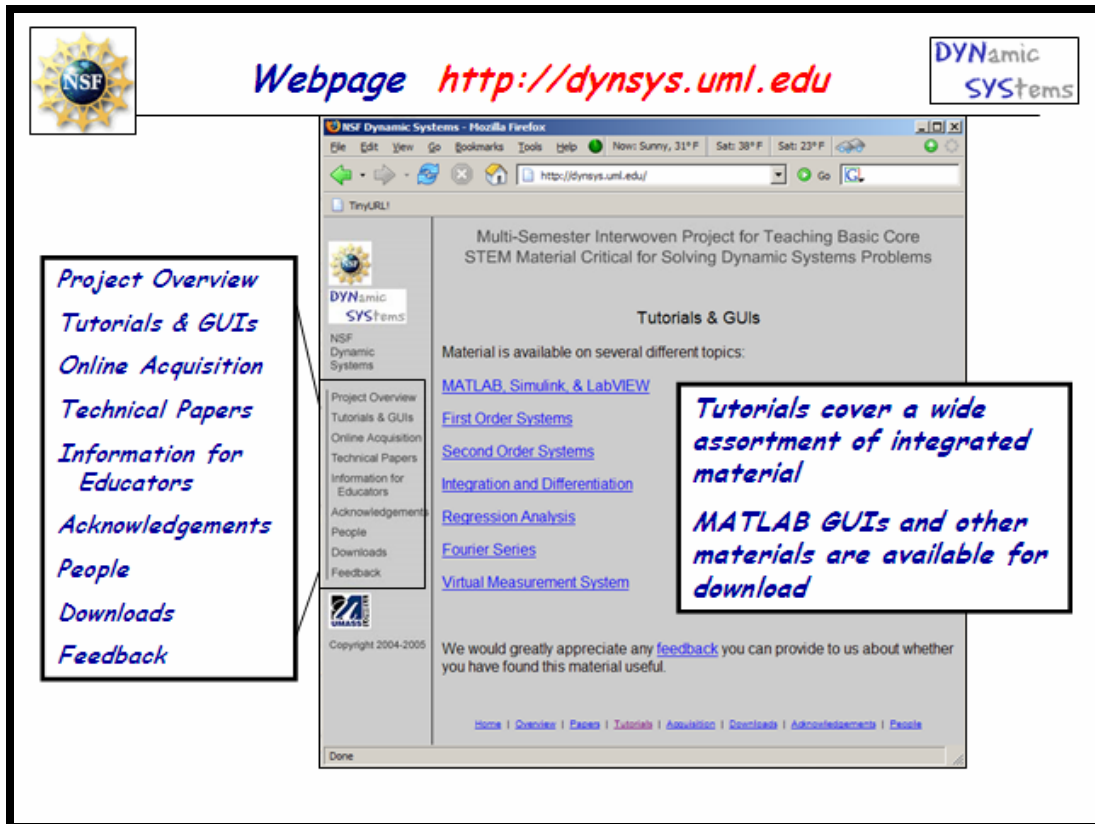 NSF
Webpage http://dynsys.uml.edu
DYNamic
SYStems
Project Overview
Tutorials & GUIs
Online Acquisition
Technical Papers
Information for
Educators
Acknowledgements
People
Downloads
Feedback
NSF Dynamic Systems - Mozilla Firefox
File Edit View Go Bookmarks Tools Help Now: Sunny, 31° F Sat: 38° F Sat: 23° F
http://dynsys.uml.edu/ Go G
TinyURL!
NSF
DYNamic
SYStems
NSF
Dynamic
Systems
Project Overview
Tutorials & GUIs
Online Acquisition
Technical Papers
Information for
Educators
Acknowledgements
People
Downloads
Feedback
UMASS
Copyright 2004-2005
Multi-Semester Interwoven Project for Teaching Basic Core
STEM Material Critical for Solving Dynamic Systems Problems
Tutorials & GUIs
Material is available on several different topics:
MATLAB, Simulink, & LabVIEW
First Order Systems
Second Order Systems
Integration and Differentiation
Regression Analysis
Fourier Series
Virtual Measurement System
We would greatly appreciate any feedback you can provide to us about whether
you have found this material useful.
Home | Overview | Papers | Tutorials | Acquisition | Downloads | Acknowledgements | People
Done
Tutorials cover a wide
assortment of integrated
material
MATLAB GUIs and other
materials are available for
download